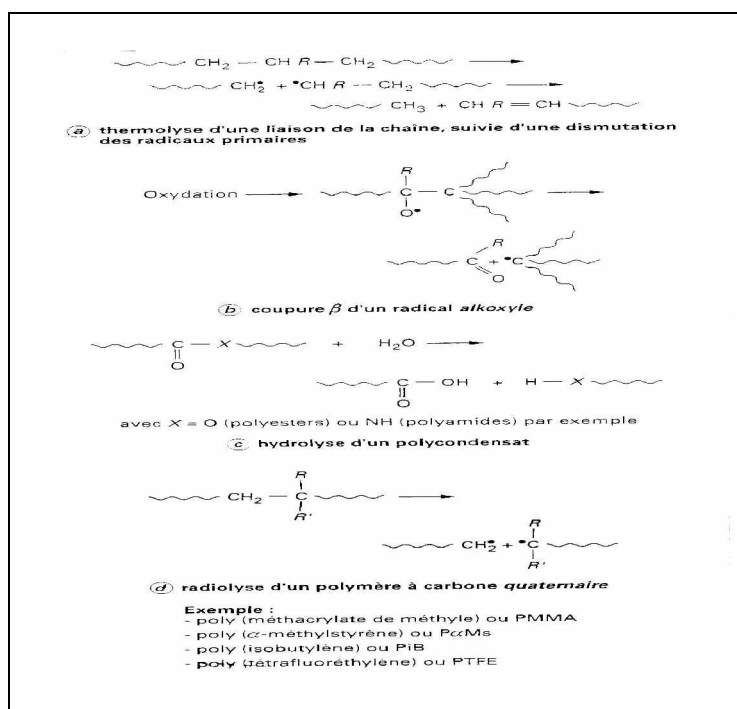 CH₂ — CH R — CH₂
CH₂• + •CH R — CH₂
CH₃ + CH R = CH
(a) thermolyse d'une liaison de la chaîne, suivie d'une dismutation
des radicaux primaires
R
Oxydation C — C
O•
R
C + •C
O
(b) coupure β d'un radical alkoxyle
C — X + H₂O
O
C — OH + H — X
O
avec X = O (polyesters) ou NH (polyamides) par exemple
(c) hydrolyse d'un polycondensat
R
CH₂ — C
R'
R
CH₂• + •C
R'
(d) radiolyse d'un polymère à carbone quaternaire
Exemple :
- poly (méthacrylate de méthyle) ou PMMA
- poly (α-méthylstyrène) ou PαMs
- poly (isobutylène) ou PiB
- poly (tétrafluoréthylène) ou PTFE